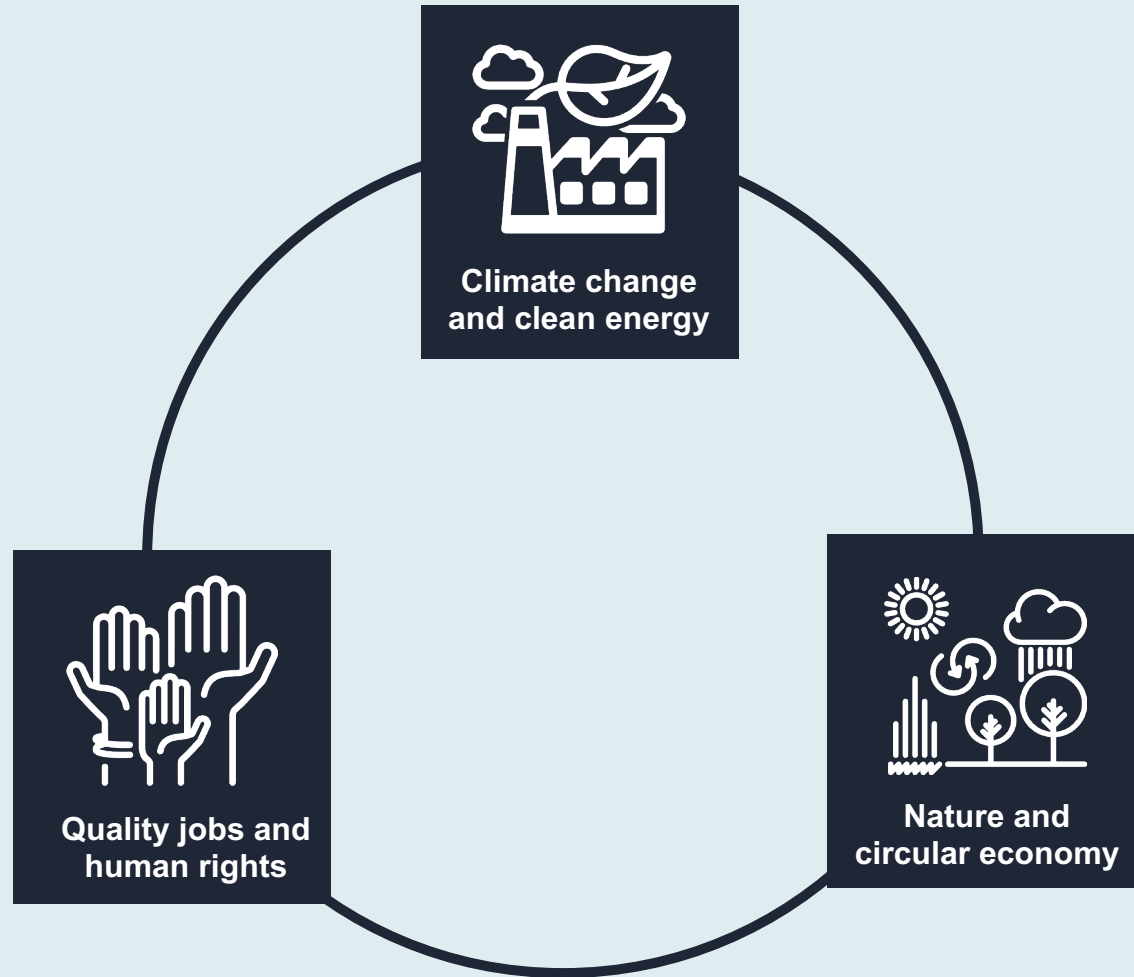 Climate change
and clean energy
Quality jobs and
human rights
Nature and
circular economy